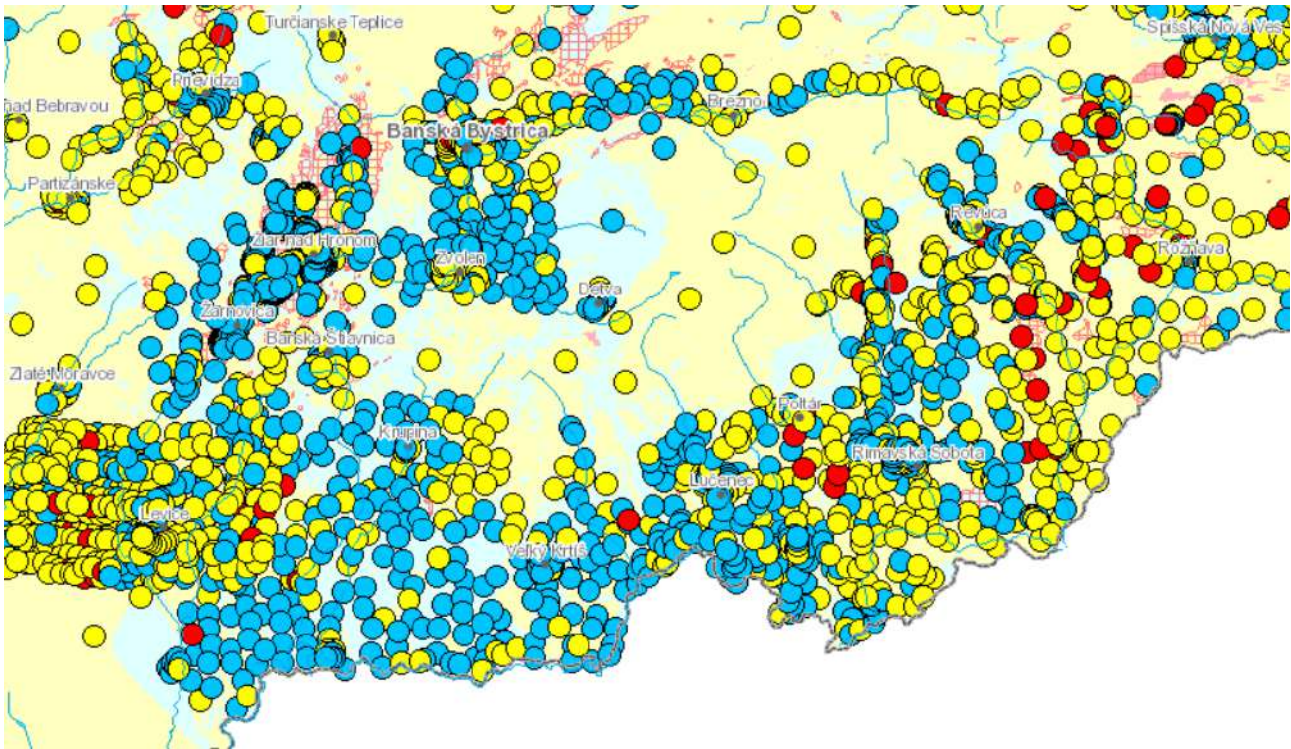 Turčianske Teplice
Spišská Nová Ves
Prievidza
nad Bebravou
Brezno
Banská Bystrica
Partizánske
Revúca
Žiar nad Hronom
Zvolen
Rožňava
Detva
Žarnovica
Banská Štiavnica
Zlaté Moravce
Poltár
Krupina
Rimavská Sobota
Lučenec
Levice
Veľký Krtíš